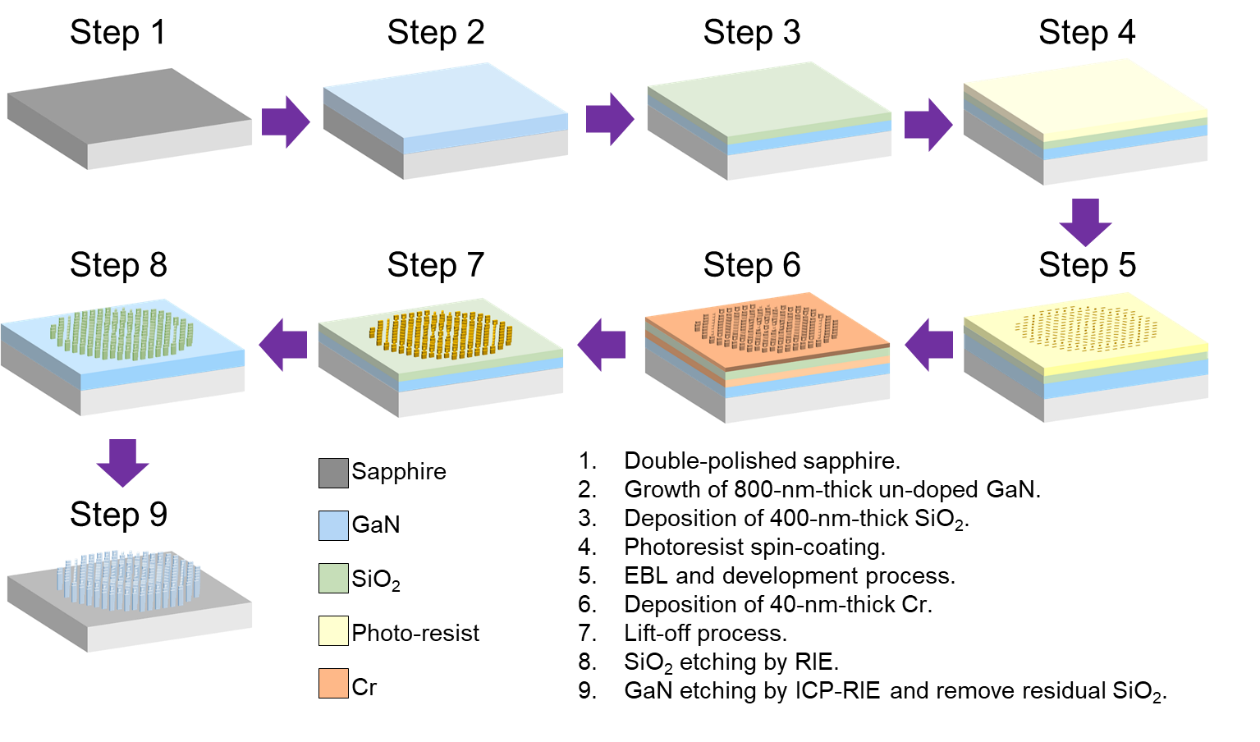 Step 1
Step 2
Step 3
Step 4
Step 8
Step 7
Step 6
Step 5
Step 9
Sapphire
GaN
SiO₂
Photo-resist
Cr
1. Double-polished sapphire.
2. Growth of 800-nm-thick un-doped GaN.
3. Deposition of 400-nm-thick SiO₂.
4. Photoresist spin-coating.
5. EBL and development process.
6. Deposition of 40-nm-thick Cr.
7. Lift-off process.
8. SiO₂ etching by RIE.
9. GaN etching by ICP-RIE and remove residual SiO₂.